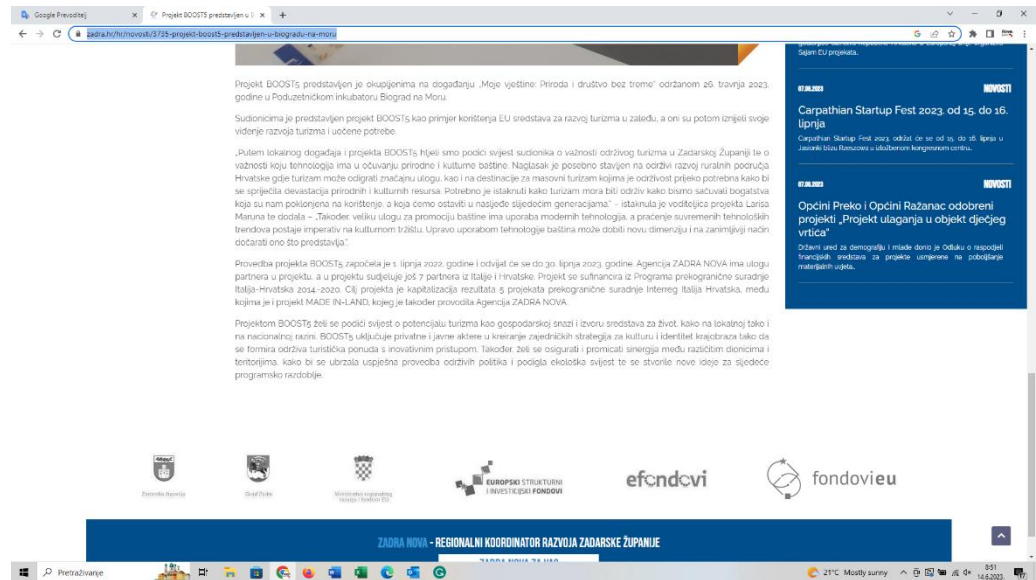 Google Prevoditelj
Projekt BOOST5 predstavljen u
zadra.hr/hr/novosti/3735-projekt-boost5-predstavljen-u-biogradu-na-moru
Projekt BOOST5 predstavljen je okupljenima na događanju „Moje vještine: Priroda i društvo bez treme“ održanom 26. travnja 2023.
godine u Poduzetničkom inkubatoru Biograd na Moru.
Sudionicima je predstavljen projekt BOOST5 kao primjer korištenja EU sredstava za razvoj turizma u zaleđu, a oni su potom iznijeli svoje
viđenje razvoja turizma i uočene potrebe.
„Putem lokalnog događaja i projekta BOOST5 htjeli smo podići svijest sudionika o važnosti održivog turizma u Zadarskoj Županiji te o
važnosti koju tehnologija ima u očuvanju prirodne i kulturne baštine. Naglasak je posebno stavljen na održivi razvoj ruralnih područja
Hrvatske gdje turizam može odigrati značajnu ulogu, kao i na destinacije za masovni turizam kojima je održivost prijeko potrebna kako bi
se spriječila devastacija prirodnih i kulturnih resursa. Potrebno je istaknuti kako turizam mora biti održiv kako bismo sačuvali bogatstva
koja su nam poklonjena na korištenje, a koja ćemo ostaviti u nasljeđe slijedećim generacijama.“ – istaknula je voditeljica projekta Larisa
Maruna te dodala – „Također, veliku ulogu za promociju baštine ima uporaba modernih tehnologija, a praćenje suvremenih tehnoloških
trendova postaje imperativ na kulturnom tržištu. Upravo uporabom tehnologije baština može dobiti novu dimenziju i na zanimljiviji način
dočarati ono što predstavlja.“
Provedba projekta BOOST5 započela je 1. lipnja 2022. godine i odvijat će se do 30. lipnja 2023. godine. Agencija ZADRA NOVA ima ulogu
partnera u projektu, a u projektu sudjeluje još 7 partnera iz Italije i Hrvatske. Projekt se sufinancira iz Programa prekogranične suradnje
Italija-Hrvatska 2014.-2020. Cilj projekta je kapitalizacija rezultata 5 projekata prekogranične suradnje Interreg Italija Hrvatska, među
kojima je i projekt MADE IN-LAND, kojeg je također provodila Agencija ZADRA NOVA.
Projektom BOOST5 želi se podići svijest o potencijalu turizma kao gospodarskoj snazi i izvoru sredstava za život, kako na lokalnoj tako i
na nacionalnoj razini. BOOST5 uključuje privatne i javne aktere u kreiranje zajedničkih strategija za kulturu i identitet krajobraza tako da
se formira održiva turistička ponuda s inovativnim pristupom. Također, želi se osigurati i promicati sinergija među različitim dionicima i
teritorijima, kako bi se ubrzala uspješna provedba održivih politika i podigla ekološka svijest te se stvorile nove ideje za sljedeće
programsko razdoblje.
Sajam EU projekata.
07.06.2023 NOVOSTI
Carpathian Startup Fest 2023. od 15. do 16.
lipnja
Carpathian Startup Fest 2023. održat će se od 15. do 16. lipnja u
Jasionki blizu Rzeszowa u izložbenom kongresnom centru.
07.06.2023 NOVOSTI
Općini Preko i Općini Ražanac odobreni
projekti „Projekt ulaganja u objekt dječjeg
vrtića“
Državni ured za demografiju i mlade donio je Odluku o raspodjeli
financijskih sredstava za projekte usmjerene na poboljšanje
materijalnih uvjeta.
Zadarska županija
Grad Zadar
Ministarstvo regionalnog
razvoja i fondova EU
EUROPSKI STRUKTURNI
I INVESTICIJSKI FONDOVI
efondovi
fondovieu
ZADRA NOVA - REGIONALNI KOORDINATOR RAZVOJA ZADARSKE ŽUPANIJE
ZADRA NOVA ZA VAS
Pretraživanje
21°C Mostly sunny
8:51
14.6.2023.